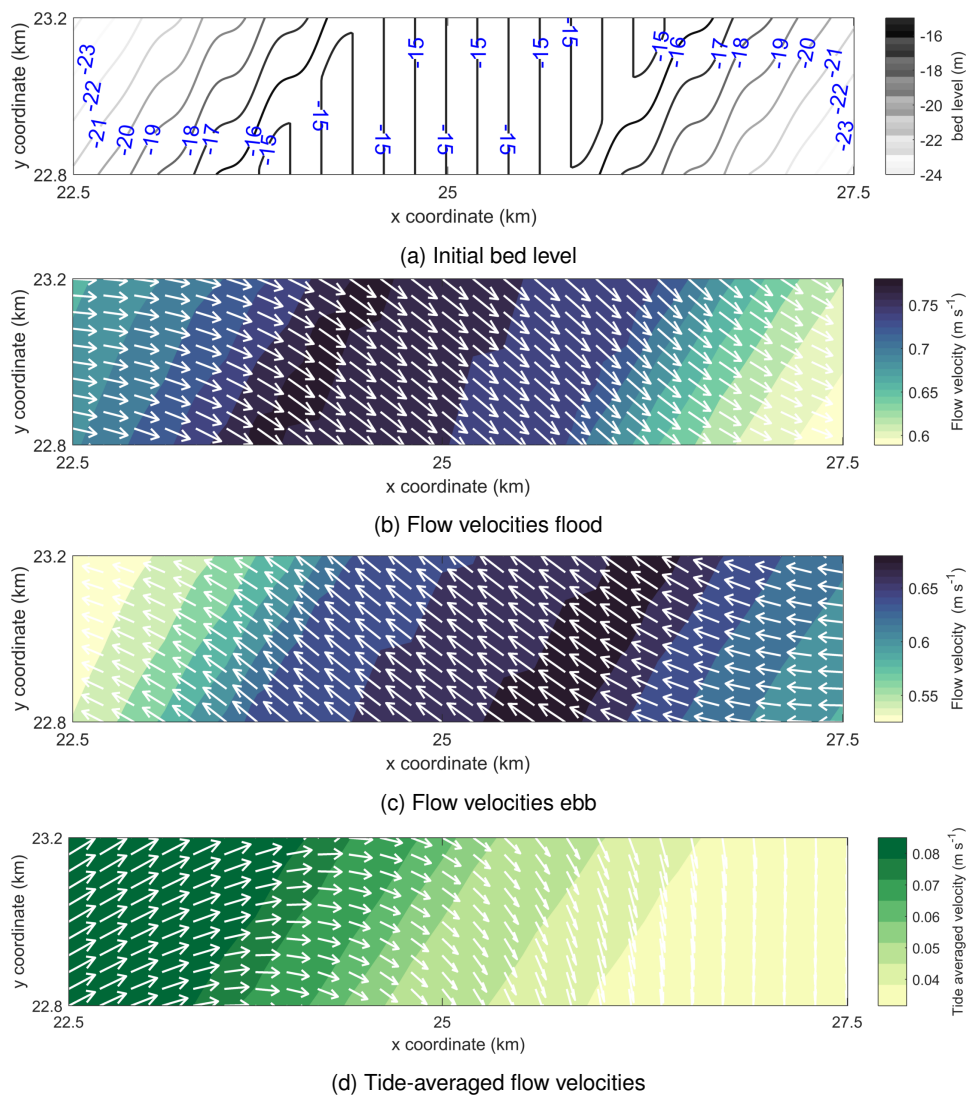 23.2
22.8
y coordinate (km)
-23
-22
-21
-20
-19
-18
-17
-16
-15
-15
-15
-15
-15
-15
-15
-15
-15
-15
-15
-16
-17
-18
-19
-20
-21
-22
-23
22.5 25 27.5
x coordinate (km)
-16
-18
-20
-22
-24
bed level (m)
(a) Initial bed level
23.2
22.8
y coordinate (km)
22.5 25 27.5
x coordinate (km)
0.75
0.7
0.65
0.6
Flow velocity (m s⁻¹)
(b) Flow velocities flood
23.2
22.8
y coordinate (km)
22.5 25 27.5
x coordinate (km)
0.65
0.6
0.55
Flow velocity (m s⁻¹)
(c) Flow velocities ebb
23.2
22.8
y coordinate (km)
22.5 25 27.5
x coordinate (km)
0.08
0.07
0.06
0.05
0.04
Tide averaged velocity (m s⁻¹)
(d) Tide-averaged flow velocities